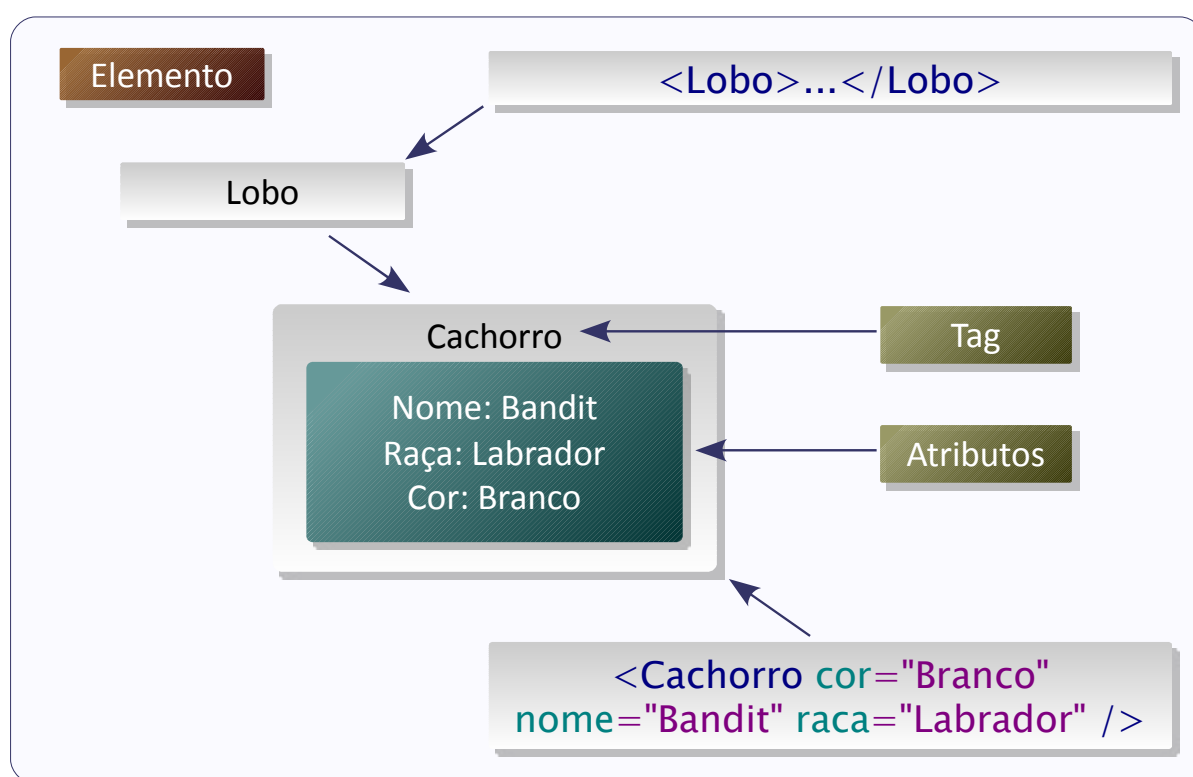 Elemento
<Lobo>...</Lobo>
Lobo
Cachorro
Tag
Nome: Bandit
Raça: Labrador
Cor: Branco
Atributos
<Cachorro cor="Branco"
nome="Bandit" raca="Labrador" />